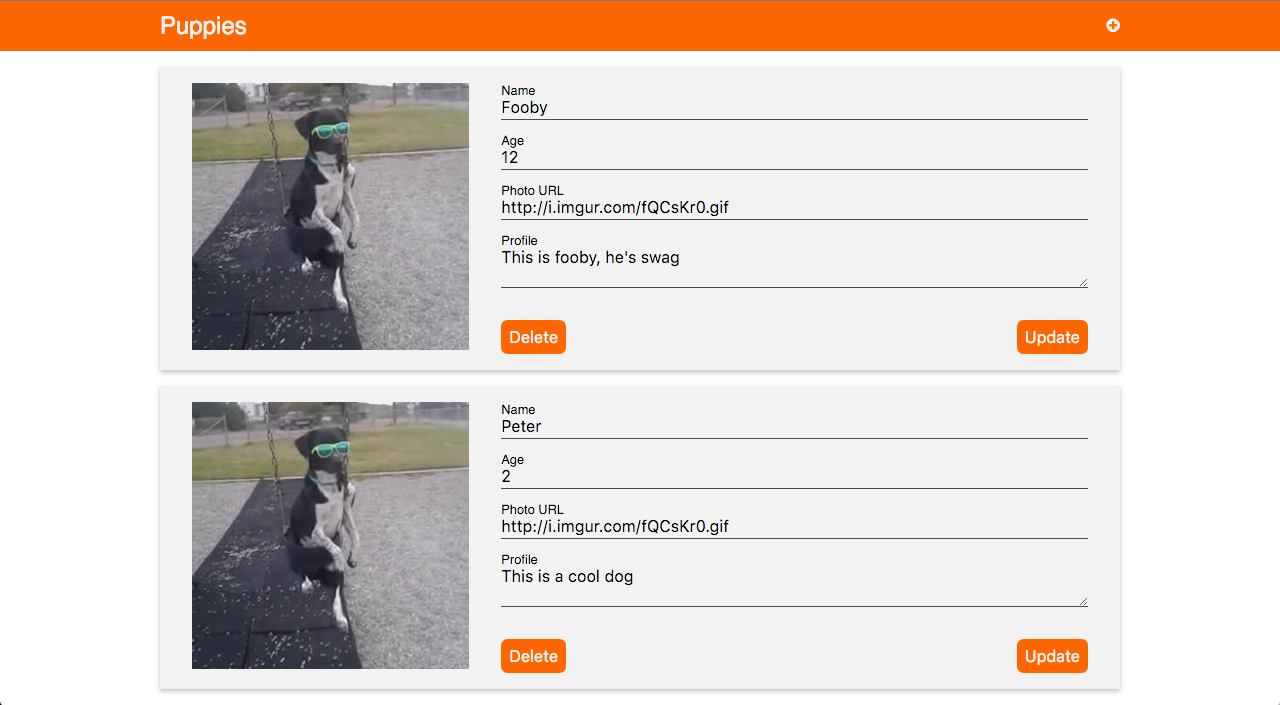 Puppies
Name
Fooby
Age
12
Photo URL
http://i.imgur.com/fQCsKr0.gif
Profile
This is fooby, he's swag
Delete
Update
Name
Peter
Age
2
Photo URL
http://i.imgur.com/fQCsKr0.gif
Profile
This is a cool dog
Delete
Update